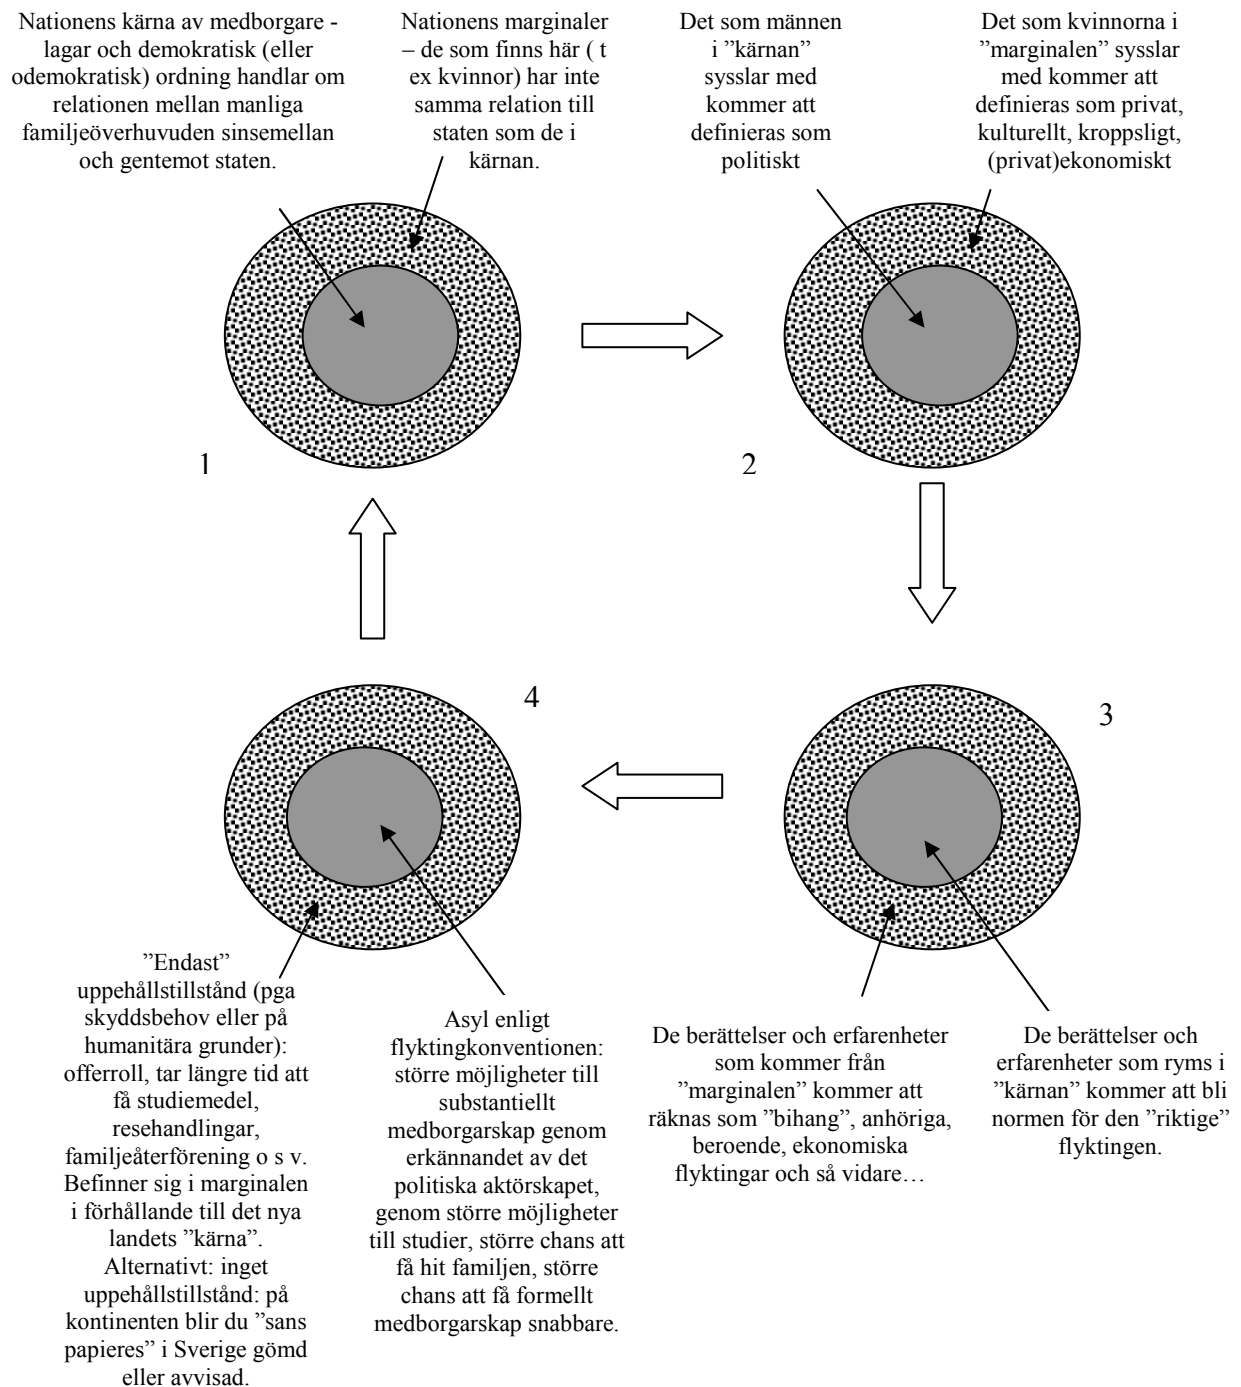 Nationens kärna av medborgare -
lagar och demokratisk (eller
odemokratisk) ordning handlar om
relationen mellan manliga
familjeöverhuvuden sinsemellan
och gentemot staten.
Nationens marginaler
– de som finns här ( t
ex kvinnor) har inte
samma relation till
staten som de i
kärnan.
Det som männen
i ”kärnan”
sysslar med
kommer att
definieras som
politiskt
Det som kvinnorna i
”marginalen” sysslar
med kommer att
definieras som privat,
kulturellt, kroppsligt,
(privat)ekonomiskt
1
2
4
3
”Endast”
uppehållstillstånd (pga
skyddsbehov eller på
humanitära grunder):
offerroll, tar längre tid att
få studiemedel,
resehandlingar,
familjeåterförening o s v.
Befinner sig i marginalen
i förhållande till det nya
landets ”kärna”.
Alternativt: inget
uppehållstillstånd: på
kontinenten blir du ”sans
papieres” i Sverige gömd
eller avvisad.
Asyl enligt
flyktingkonventionen:
större möjligheter till
substantiellt
medborgarskap genom
erkännandet av det
politiska aktörskapet,
genom större möjligheter
till studier, större chans att
få hit familjen, större
chans att få formellt
medborgarskap snabbare.
De berättelser och erfarenheter
som kommer från
”marginalen” kommer att
räknas som ”bihang”, anhöriga,
beroende, ekonomiska
flyktingar och så vidare…
De berättelser och
erfarenheter som ryms i
”kärnan” kommer att bli
normen för den ”riktige”
flyktingen.